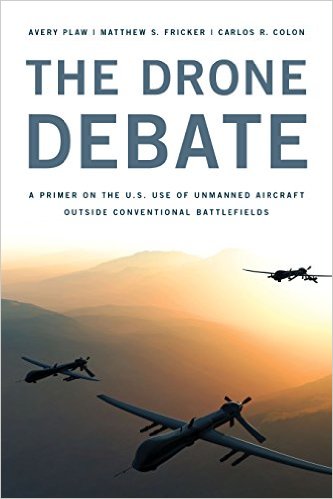 AVERY PLAW | MATTHEW S. FRICKER | CARLOS R. COLON
THE DRONE
DEBATE
A PRIMER ON THE U.S. USE OF UNMANNED AIRCRAFT
OUTSIDE CONVENTIONAL BATTLEFIELDS